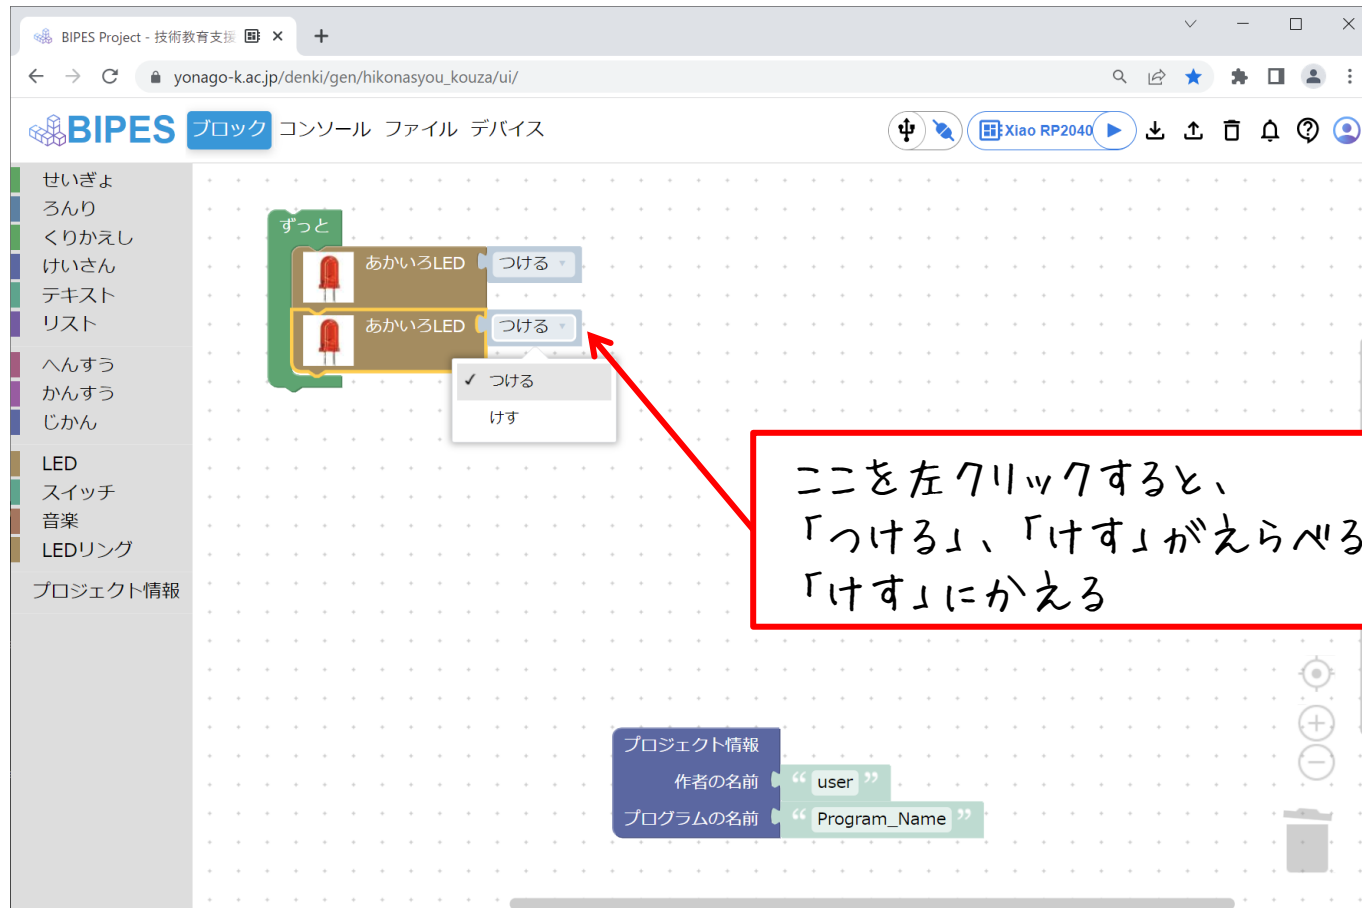 BIPES Project - 技術教育支援
yonago-k.ac.jp/denki/gen/hikonasyou_kouza/ui/
BIPES ブロック コンソール ファイル デバイス Xiao RP2040
せいぎょ
ろんり
くりかえし
けいさん
テキスト
リスト
へんすう
かんすう
じかん
LED
スイッチ
音楽
LEDリング
プロジェクト情報
ずっと
あかいろLED つける
あかいろLED つける
✓ つける
けす
ここを左クリックすると、
「つける」、「けす」がえらべる
「けす」にかえる
プロジェクト情報
作者の名前 “ user ”
プログラムの名前 “ Program_Name ”